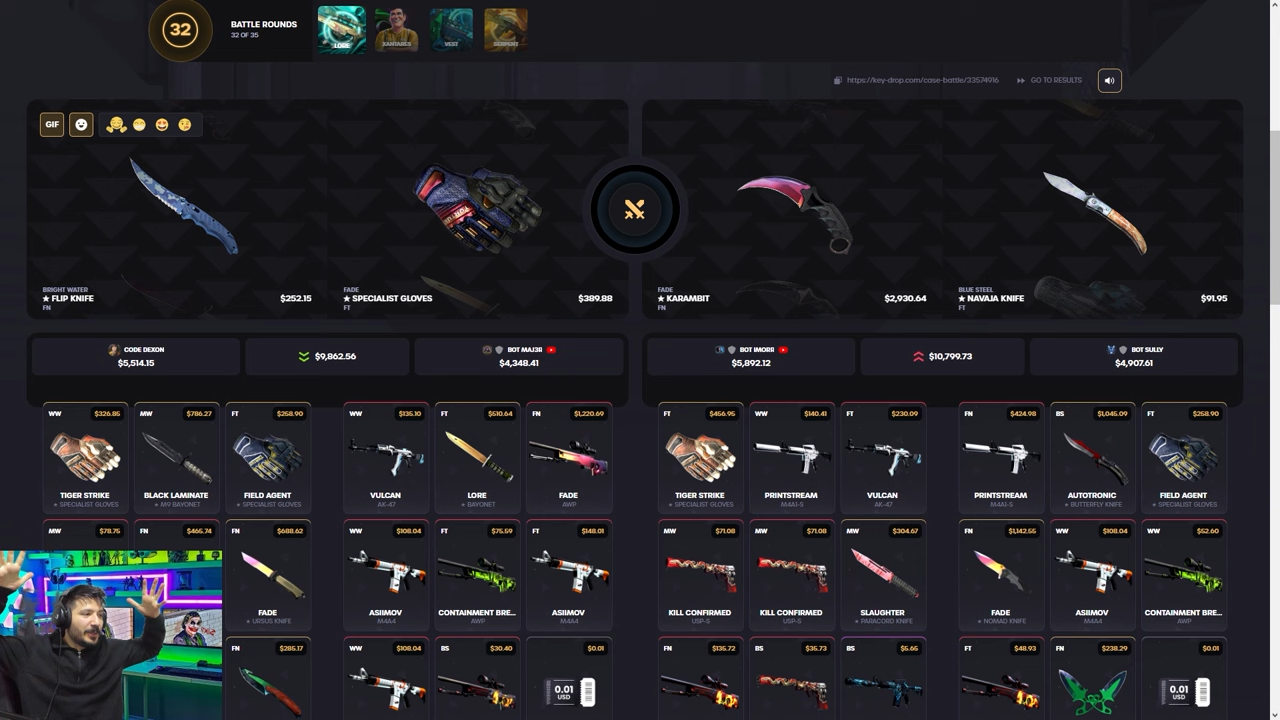 32
BATTLE ROUNDS
32 OF 35
LORE
XANTARES
VEST
SERPENT
https://key-drop.com/case-battle/33574916
GO TO RESULTS
GIF
BRIGHT WATER
★ FLIP KNIFE
$252.15
FN
FADE
★ SPECIALIST GLOVES
$389.88
FT
FADE
★ KARAMBIT
$2,930.64
FN
BLUE STEEL
★ NAVAJA KNIFE
$91.95
FT
CODE DEXON
$5,514.15
$9,862.56
BOT MAJ3R
$4,348.41
BOT IMORR
$5,892.12
$10,799.73
BOT SULLY
$4,907.61
WW $326.85
MW $786.27
FT $258.90
WW $135.10
FT $510.64
FN $1,220.69
FT $456.95
WW $140.41
FT $230.09
FN $424.98
BS $1,045.09
FT $258.90
TIGER STRIKE
★ SPECIALIST GLOVES
BLACK LAMINATE
★ M9 BAYONET
FIELD AGENT
★ SPECIALIST GLOVES
VULCAN
AK-47
LORE
★ BAYONET
FADE
AWP
TIGER STRIKE
★ SPECIALIST GLOVES
PRINTSTREAM
M4A1-S
VULCAN
AK-47
PRINTSTREAM
M4A1-S
AUTOTRONIC
★ BUTTERFLY KNIFE
FIELD AGENT
★ SPECIALIST GLOVES
MW $78.75
FN $465.74
FN $688.62
WW $108.04
FT $75.59
FT $148.01
MW $71.08
MW $71.08
MW $304.67
FN $1,142.55
WW $108.04
WW $52.60
FADE
★ URSUS KNIFE
ASIIMOV
M4A4
CONTAINMENT BRE...
AWP
ASIIMOV
M4A4
KILL CONFIRMED
USP-S
KILL CONFIRMED
USP-S
SLAUGHTER
★ PARACORD KNIFE
FADE
★ NOMAD KNIFE
ASIIMOV
M4A4
CONTAINMENT BRE...
AWP
FN $285.17
WW $108.04
BS $30.40
$0.01
FT $135.72
BS $35.73
BS $5.65
FT $48.93
FN $238.29
$0.01
0.01
USD
0.01
USD